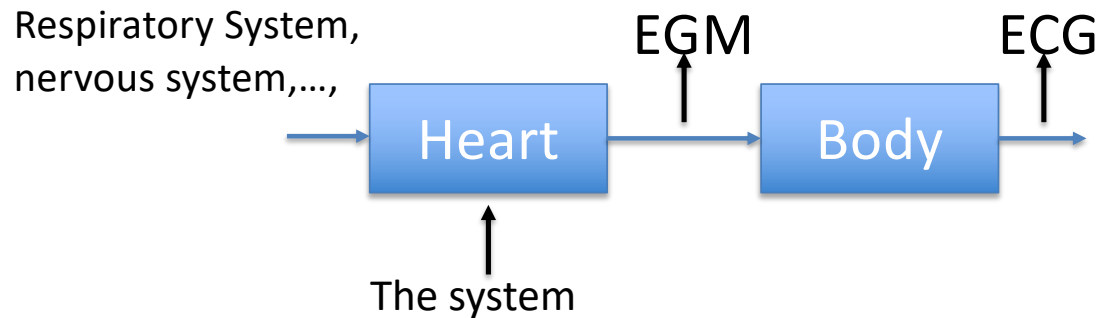 Respiratory System,
nervous system,…,
EGM
ECG
Heart
Body
The system